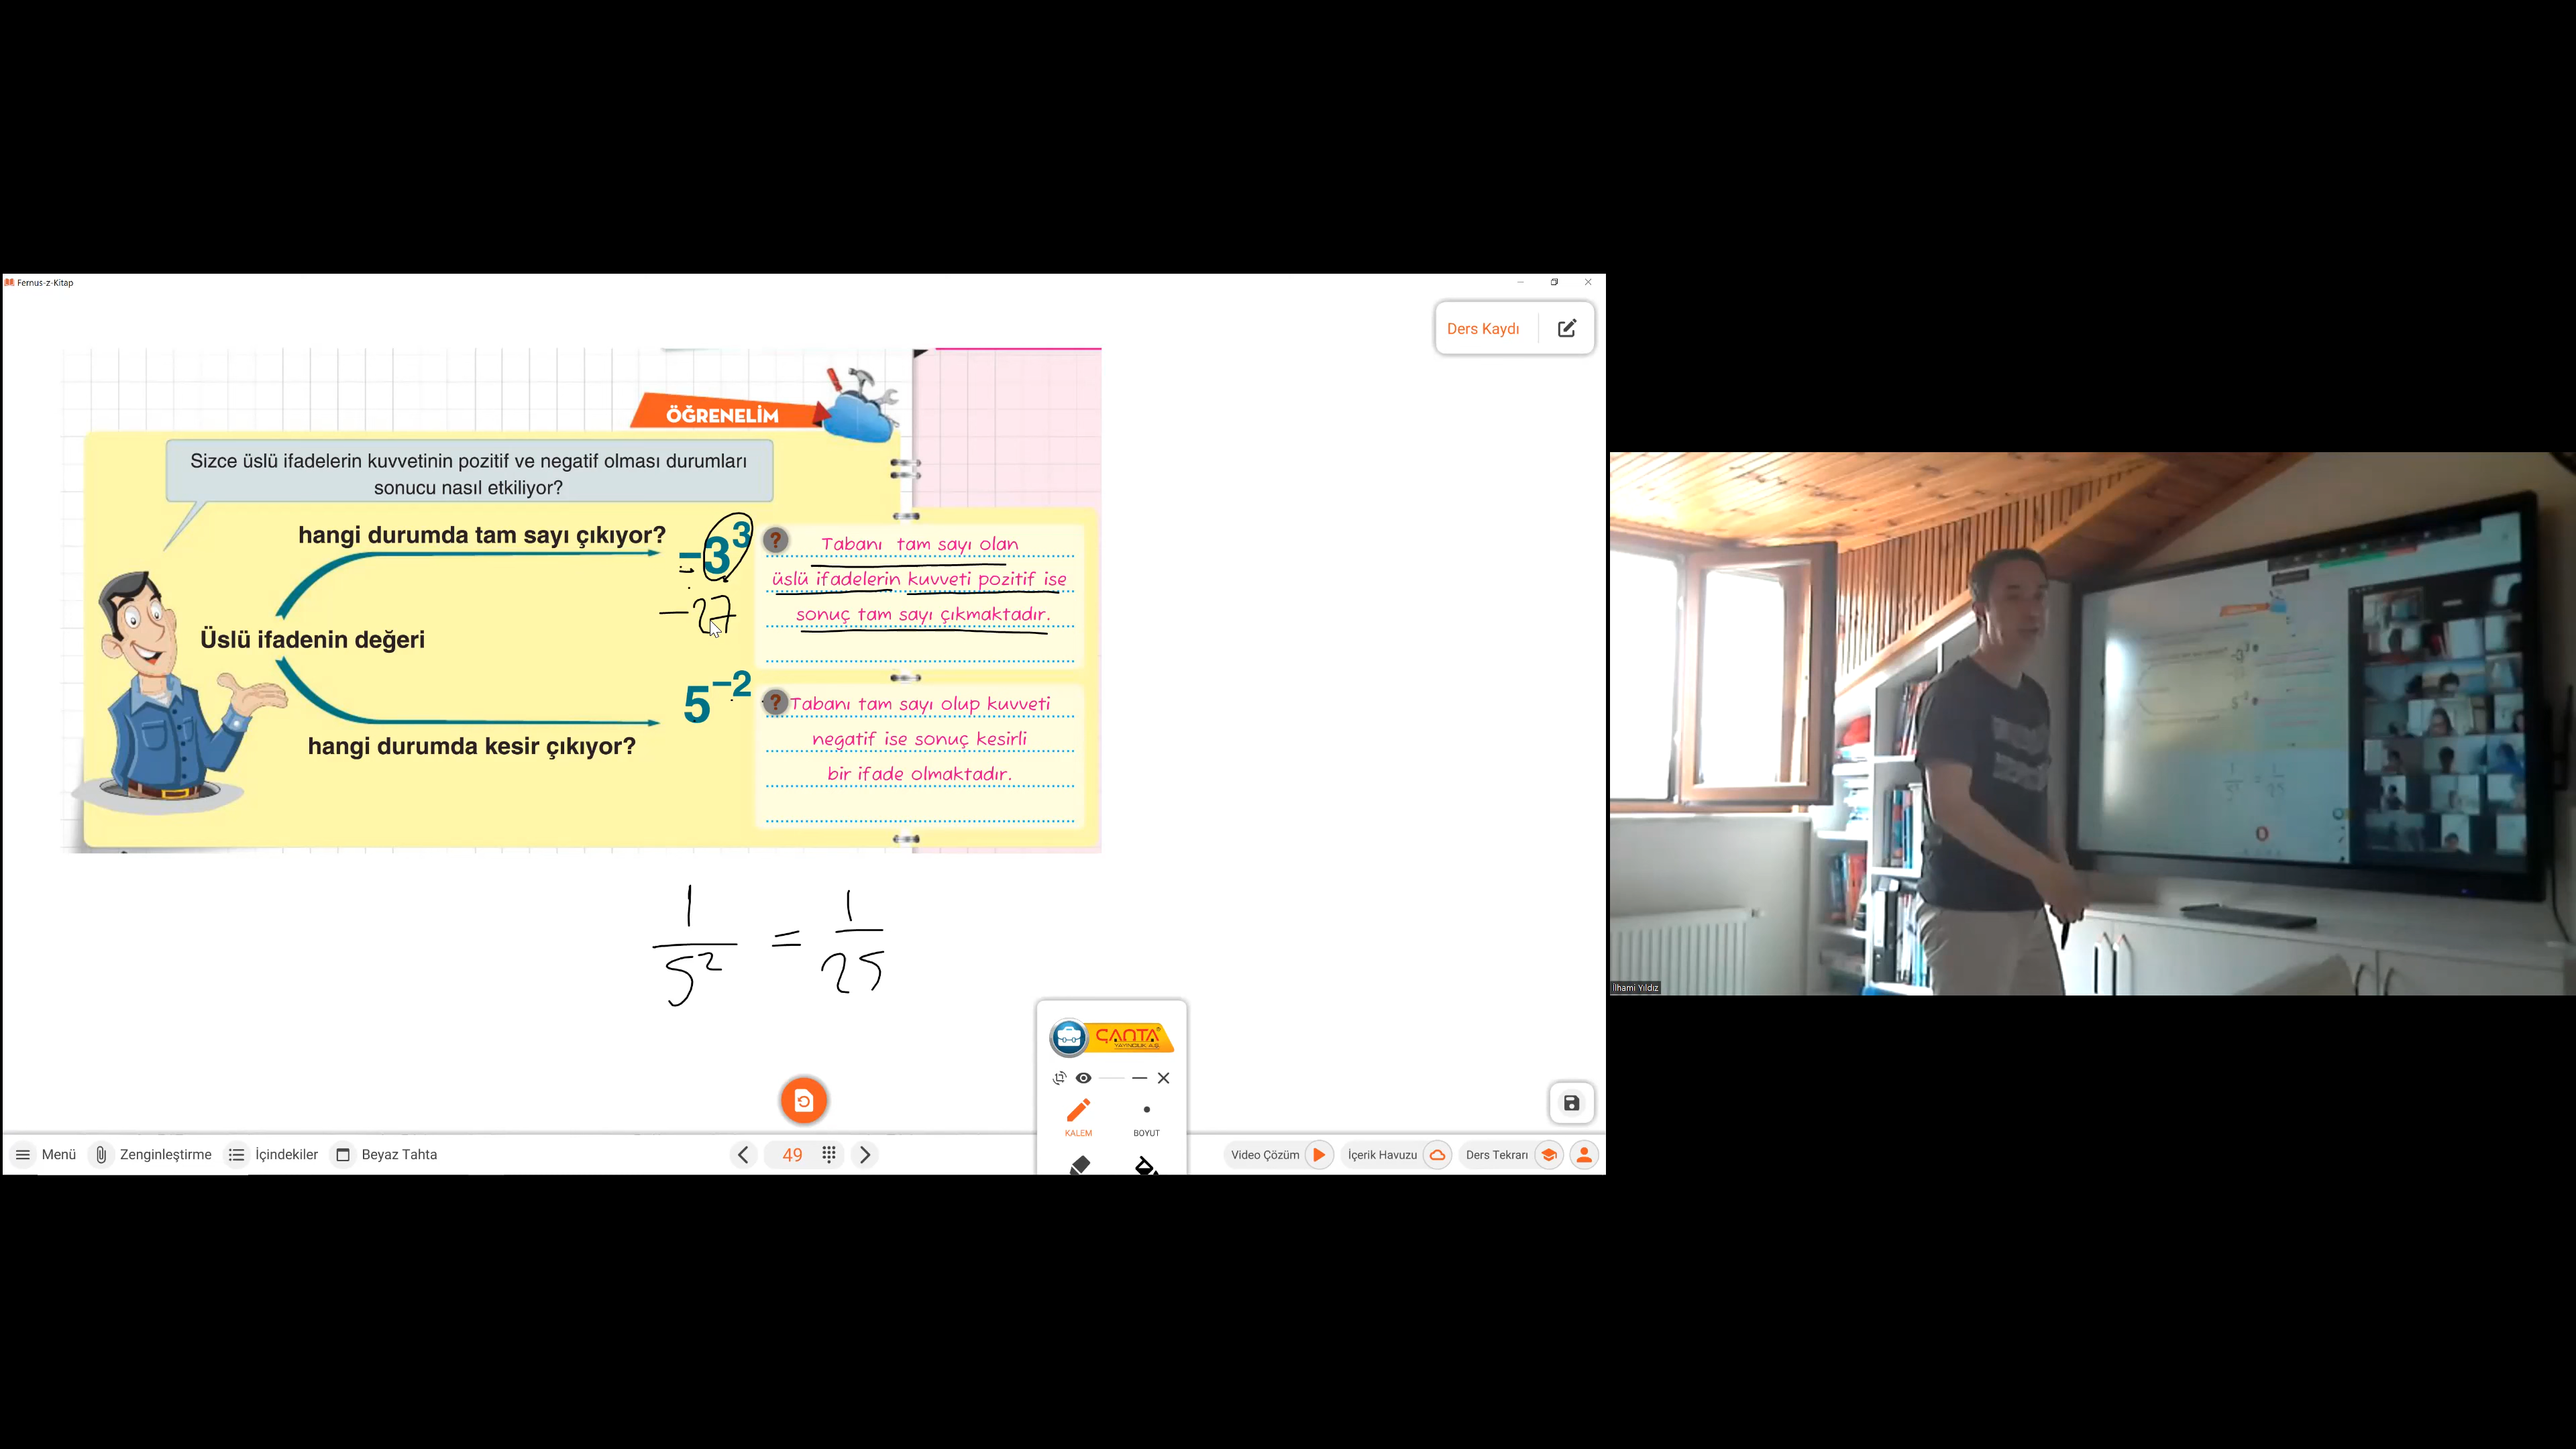 Fernus-z-Kitap
Ders Kaydı
ÖĞRENELİM
Sizce üslü ifadelerin kuvvetinin pozitif ve negatif olması durumları
sonucu nasıl etkiliyor?
hangi durumda tam sayı çıkıyor?
-3³
-27
? Tabanı tam sayı olan
üslü ifadelerin kuvveti pozitif ise
sonuç tam sayı çıkmaktadır.
Üslü ifadenin değeri
5⁻²
hangi durumda kesir çıkıyor?
? Tabanı tam sayı olup kuvveti
negatif ise sonuç kesirli
bir ifade olmaktadır.
1/5² = 1/25
ÇANTA
YAYINCILIK A.Ş.
KALEM BOYUT
Menü Zenginleştirme İçindekiler Beyaz Tahta 49 Video Çözüm İçerik Havuzu Ders Tekrarı
İlhami Yıldız